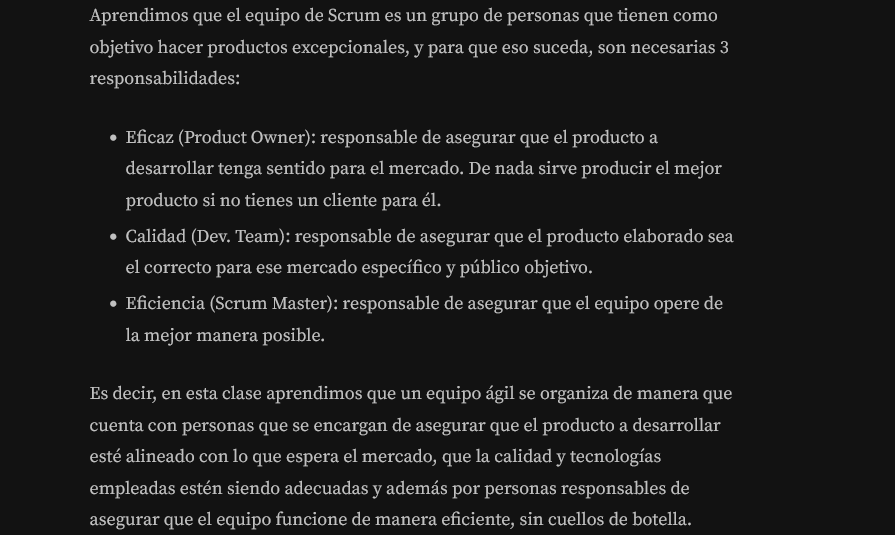 Aprendimos que el equipo de Scrum es un grupo de personas que tienen como
objetivo hacer productos excepcionales, y para que eso suceda, son necesarias 3
responsabilidades:
• Eficaz (Product Owner): responsable de asegurar que el producto a
desarrollar tenga sentido para el mercado. De nada sirve producir el mejor
producto si no tienes un cliente para él.
• Calidad (Dev. Team): responsable de asegurar que el producto elaborado sea
el correcto para ese mercado específico y público objetivo.
• Eficiencia (Scrum Master): responsable de asegurar que el equipo opere de
la mejor manera posible.
Es decir, en esta clase aprendimos que un equipo ágil se organiza de manera que
cuenta con personas que se encargan de asegurar que el producto a desarrollar
esté alineado con lo que espera el mercado, que la calidad y tecnologías
empleadas estén siendo adecuadas y además por personas responsables de
asegurar que el equipo funcione de manera eficiente, sin cuellos de botella.